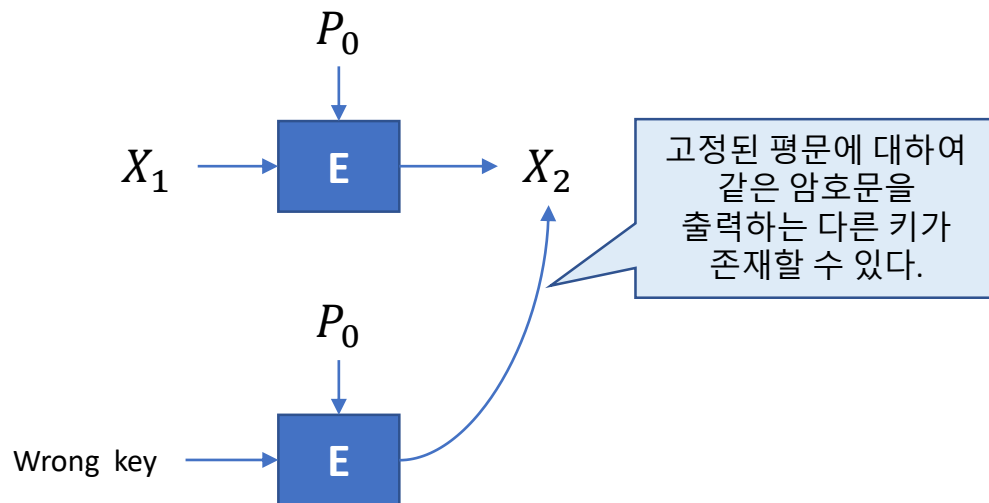 P₀
X₁
E
X₂
고정된 평문에 대하여
같은 암호문을
출력하는 다른 키가
존재할 수 있다.
P₀
Wrong key
E